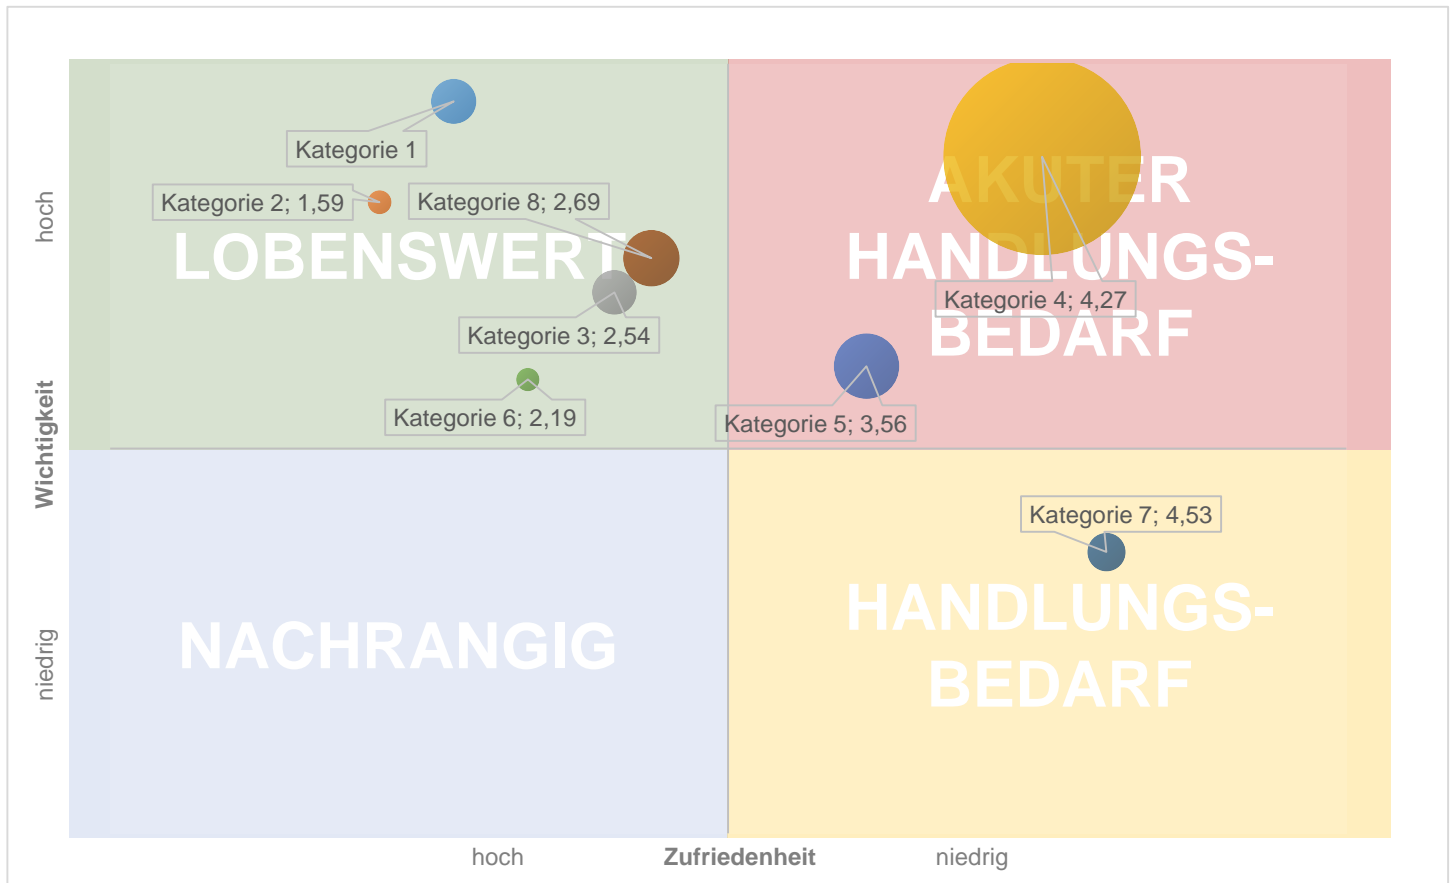 Kategorie 1
Kategorie 2; 1,59
Kategorie 8; 2,69
LOBENSWERT
Kategorie 3; 2,54
Kategorie 6; 2,19
AKUTER
HANDLUNGS-
BEDARF
Kategorie 4; 4,27
Kategorie 5; 3,56
NACHRANGIG
Kategorie 7; 4,53
HANDLUNGS-
BEDARF
hoch
Wichtigkeit
niedrig
hoch
Zufriedenheit
niedrig